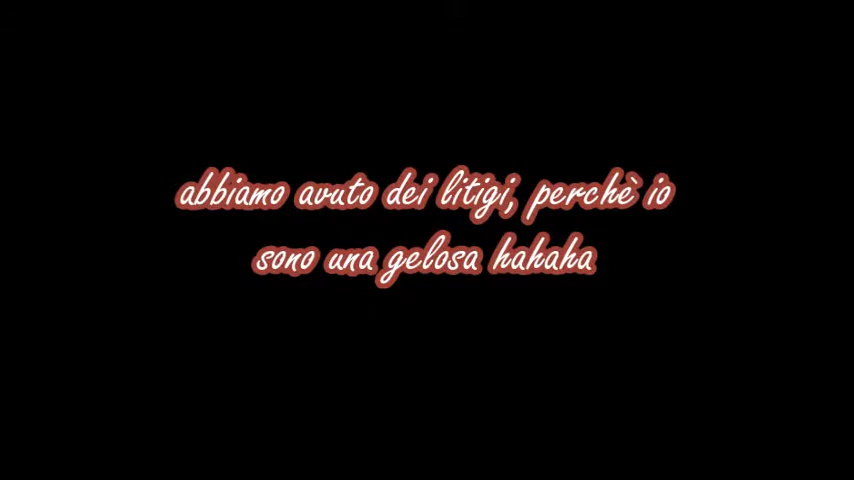 abbiamo avuto dei litigi, perchè io
sono una gelosa hahaha